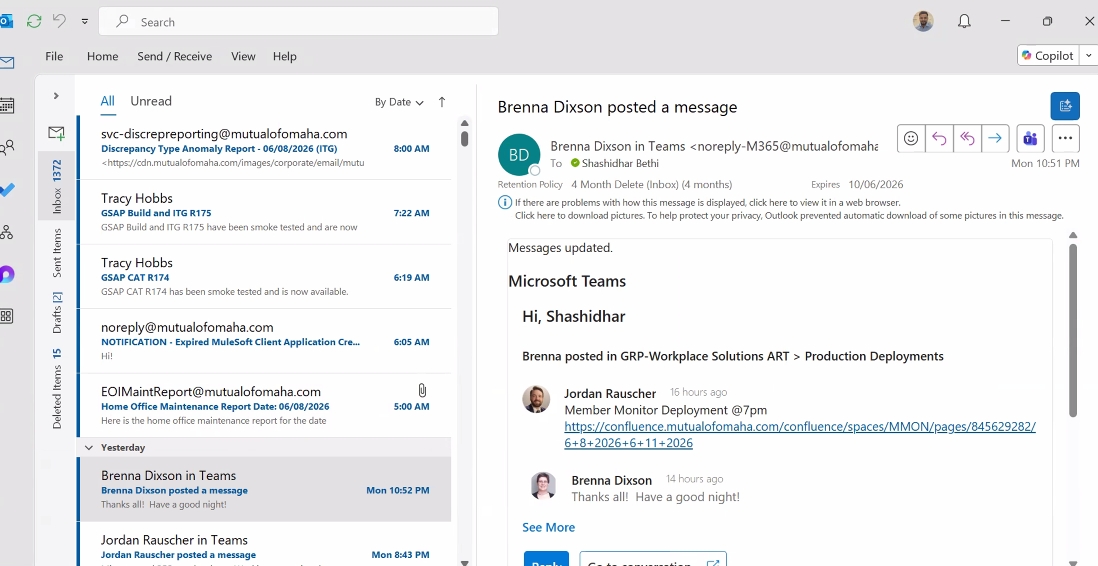 Search
File Home Send / Receive View Help
Copilot
All Unread By Date
svc-discrepreporting@mutualofomaha.com
Discrepancy Type Anomaly Report - 06/08/2026 (ITG) 8:00 AM
<https://cdn.mutualofomaha.com/images/corporate/email/mutu
Tracy Hobbs
GSAP Build and ITG R175 7:22 AM
GSAP Build and ITG R175 have been smoke tested and are now
Tracy Hobbs
GSAP CAT R174 6:19 AM
GSAP CAT R174 has been smoke tested and is now available.
noreply@mutualofomaha.com
NOTIFICATION - Expired MuleSoft Client Application Cre... 6:05 AM
Hi!
EOIMaintReport@mutualofomaha.com
Home Office Maintenance Report Date: 06/08/2026 5:00 AM
Here is the home office maintenance report for the date
Yesterday
Brenna Dixson in Teams
Brenna Dixson posted a message Mon 10:52 PM
Thanks all! Have a good night!
Jordan Rauscher in Teams
Jordan Rauscher posted a message Mon 8:43 PM
Inbox 1372
Sent Items
Drafts [2]
Deleted Items 15
Brenna Dixson posted a message
BD
Brenna Dixson in Teams <noreply-M365@mutualofomaha
To Shashidhar Bethi
Mon 10:51 PM
Retention Policy 4 Month Delete (Inbox) (4 months) Expires 10/06/2026
If there are problems with how this message is displayed, click here to view it in a web browser.
Click here to download pictures. To help protect your privacy, Outlook prevented automatic download of some pictures in this message.
Messages updated.
Microsoft Teams
Hi, Shashidhar
Brenna posted in GRP-Workplace Solutions ART > Production Deployments
Jordan Rauscher 16 hours ago
Member Monitor Deployment @7pm
https://confluence.mutualofomaha.com/confluence/spaces/MMON/pages/845629282/
6+8+2026+6+11+2026
Brenna Dixson 14 hours ago
Thanks all! Have a good night!
See More
Reply Go to conversation